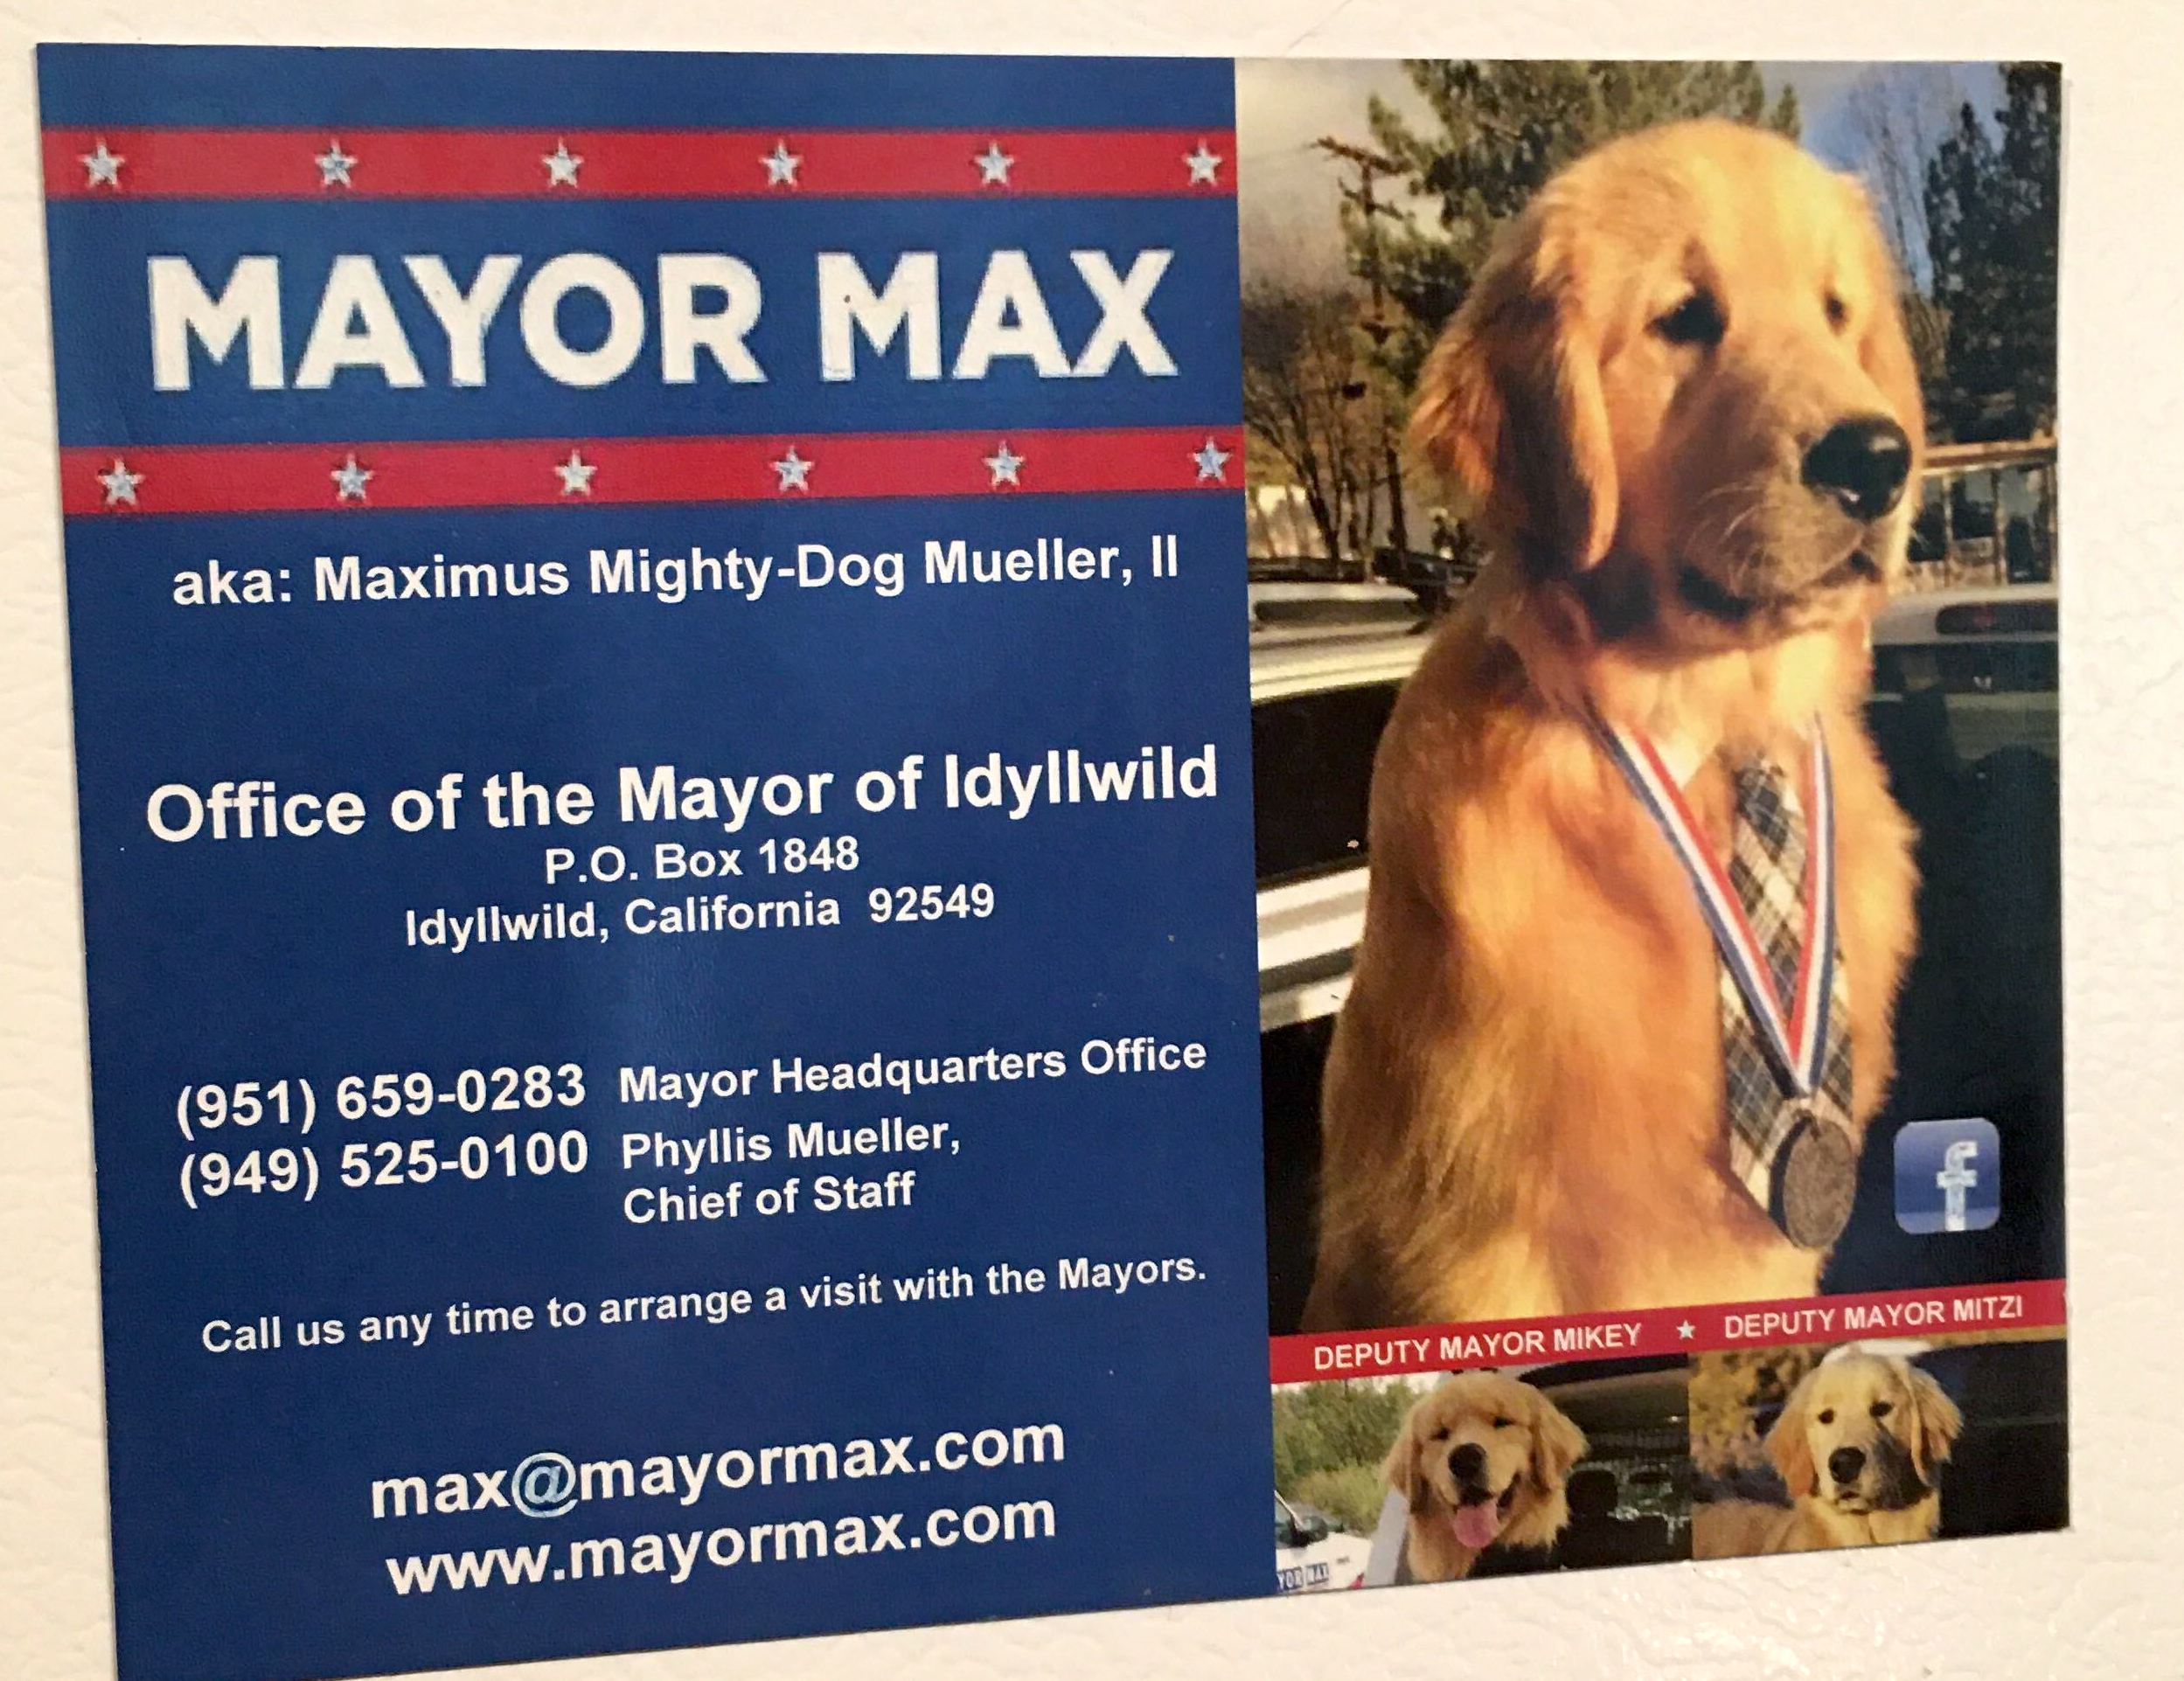 MAYOR MAX
aka: Maximus Mighty-Dog Mueller, II
Office of the Mayor of Idyllwild
P.O. Box 1848
Idyllwild, California 92549
(951) 659-0283 Mayor Headquarters Office
(949) 525-0100 Phyllis Mueller,
Chief of Staff
Call us any time to arrange a visit with the Mayors.
max@mayormax.com
www.mayormax.com
f
DEPUTY MAYOR MIKEY ★ DEPUTY MAYOR MITZI
YOR MAX